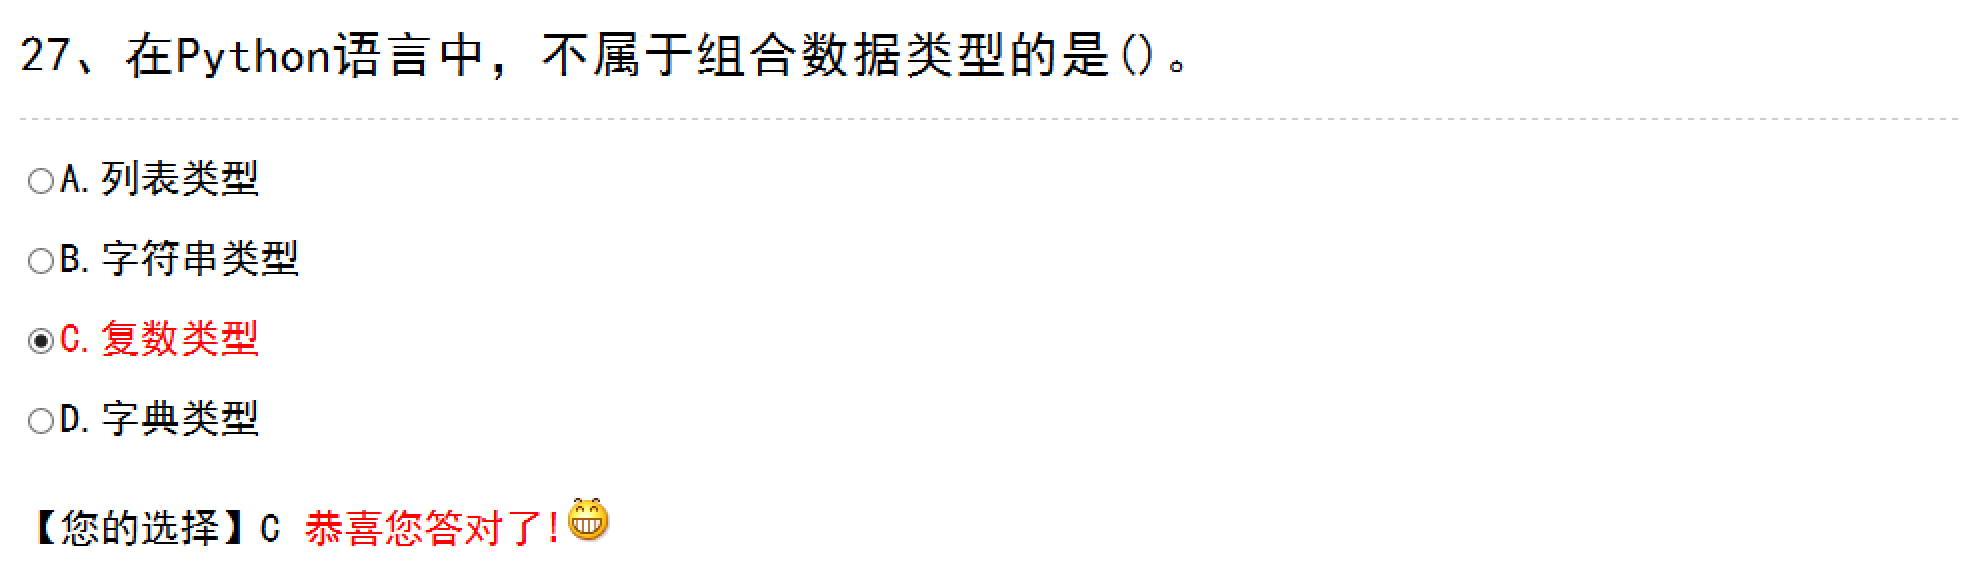 27、在Python语言中，不属于组合数据类型的是()。
A.列表类型
B.字符串类型
C.复数类型
D.字典类型
【您的选择】C 恭喜您答对了!